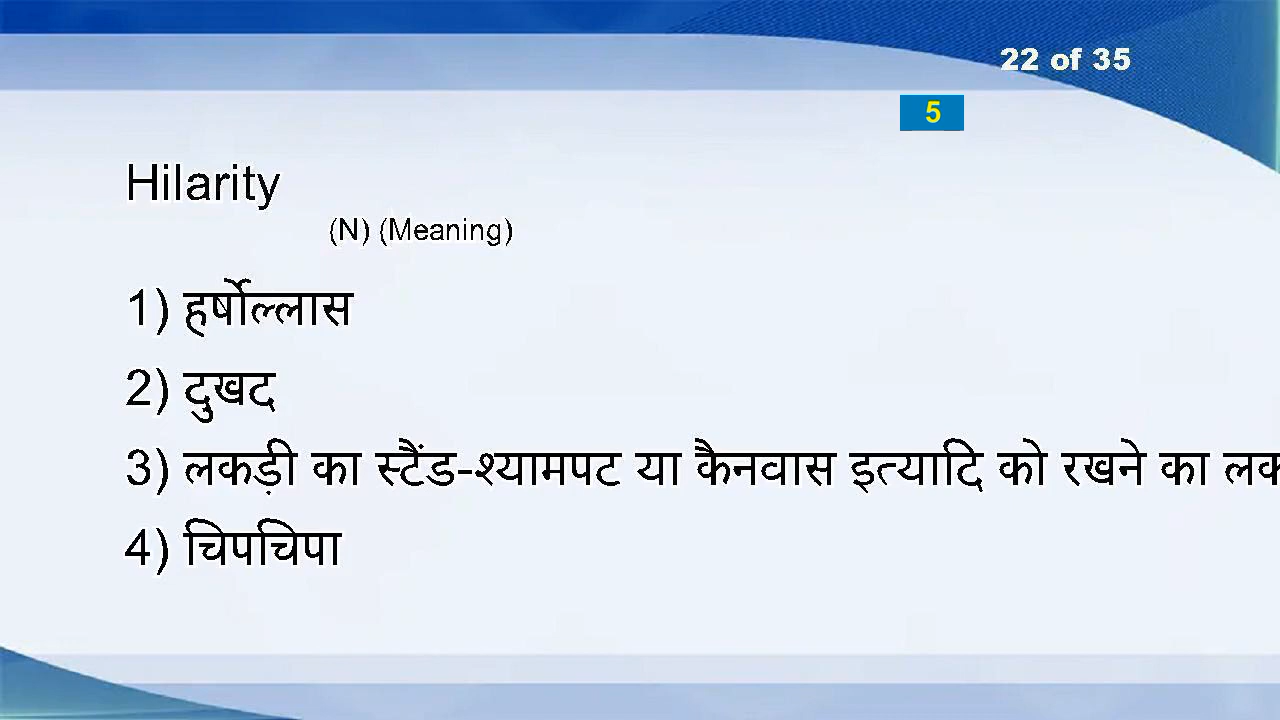 22 of 35
5
Hilarity
(N) (Meaning)
1) हर्षोल्लास
2) दुखद
3) लकड़ी का स्टैंड-श्यामपट या कैनवास इत्यादि को रखने का
4) चिपचिपा